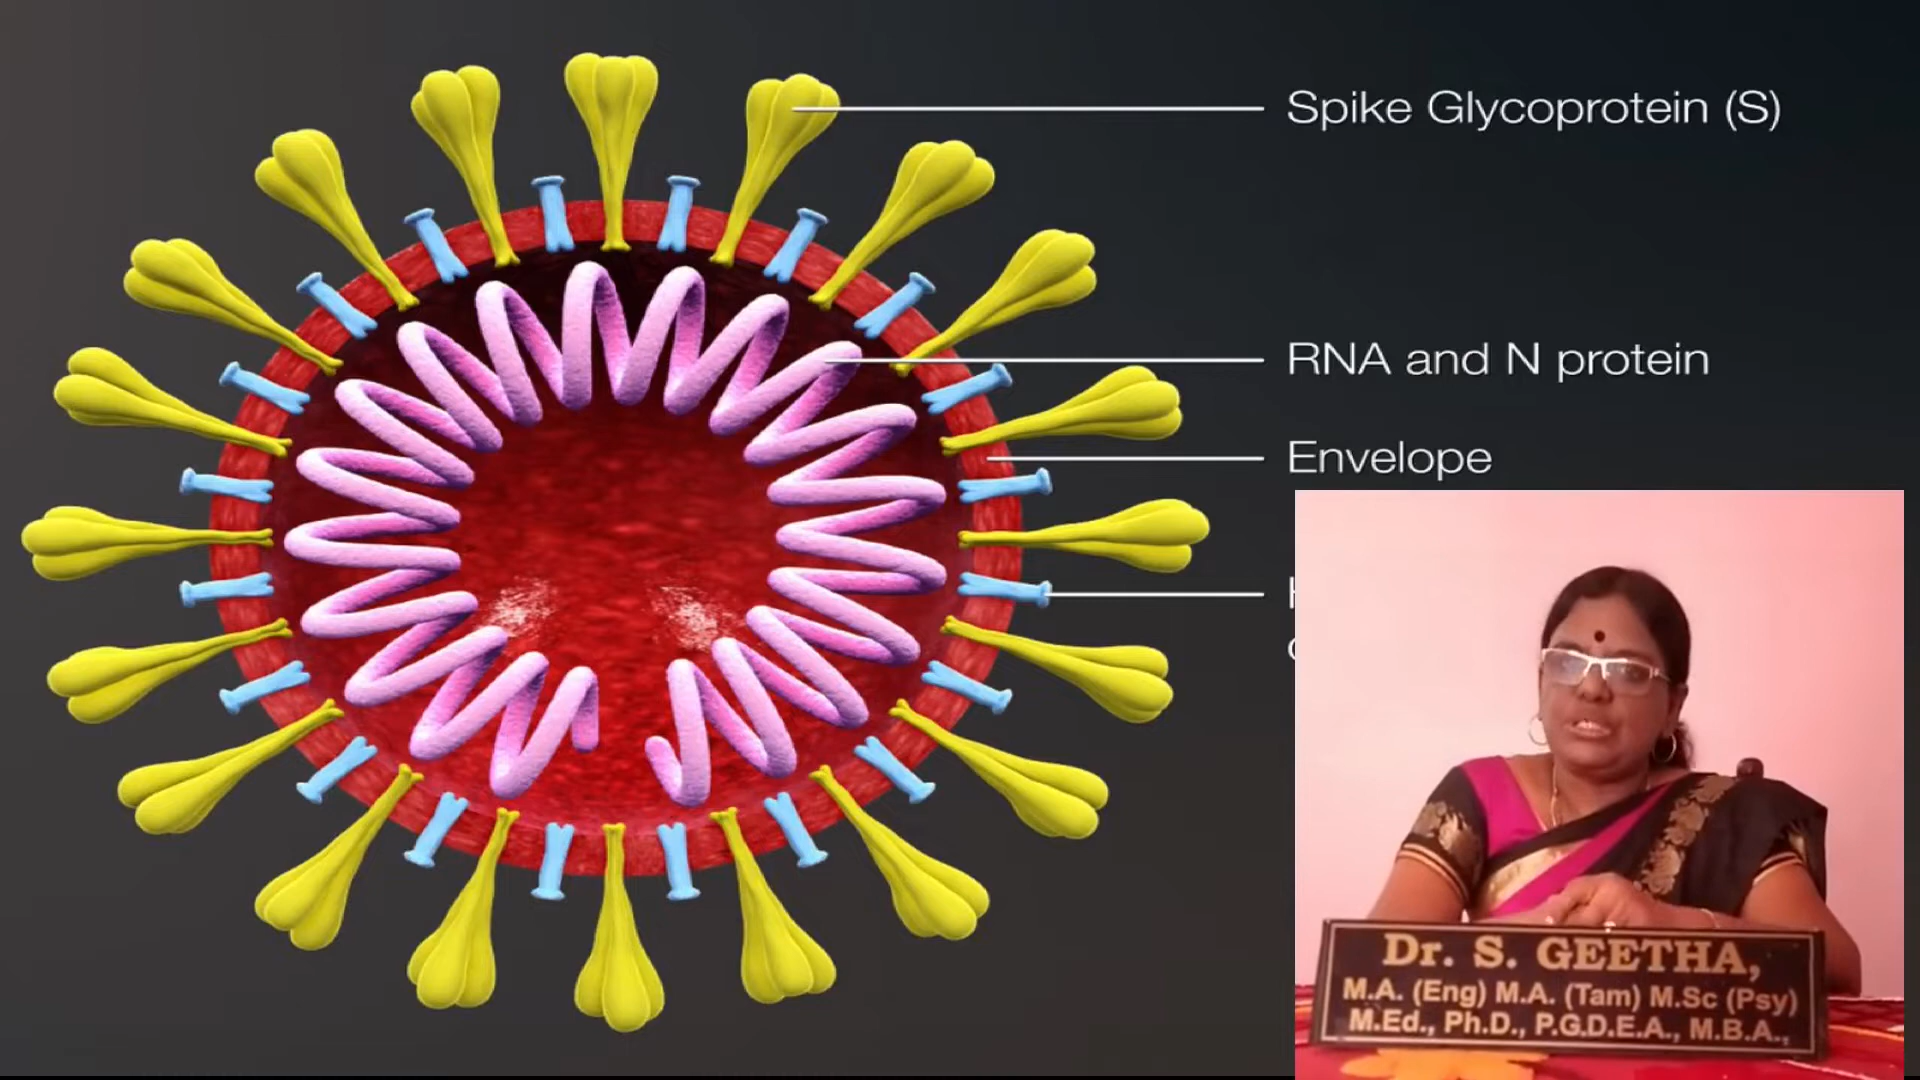 Spike Glycoprotein (S)
RNA and N protein
Envelope
Dr. S. GEETHA,
M.A. (Eng) M.A. (Tam) M.Sc (Psy)
M.Ed., Ph.D., P.G.D.E.A., M.B.A.,